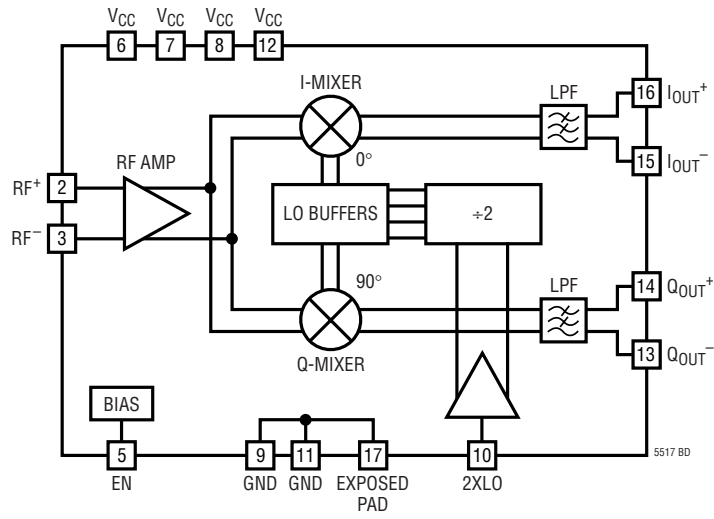 VCC VCC VCC VCC
6 7 8 12
I-MIXER
LPF
16 IOUT+
0°
15 IOUT−
RF AMP
RF+ 2
LO BUFFERS
÷2
RF− 3
90°
LPF
14 QOUT+
Q-MIXER
13 QOUT−
BIAS
5 9 11 17 10
EN GND GND EXPOSED 2XLO
PAD
5517 BD